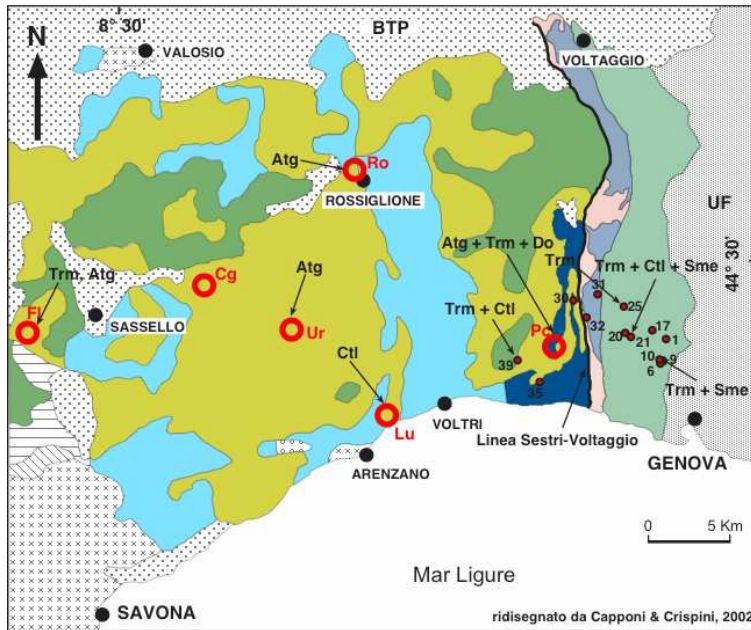 8° 30'
BTP
N
VALOSIO
VOLTAGGIO
UF
44° 30'
Atg
Ro
ROSSIGLIONE
Atg + Trm + Do
Trm
Trm + Ctl + Sme
Trm, Atg
Cg
Atg
Trm + Ctl
30
31
25
Fl
SASSELLO
Ur
32
20
21
17
1
Ctl
39
10
9
6
35
Trm + Sme
Lu
VOLTRI
Linea Sestri-Voltaggio
GENOVA
ARENZANO
0 5 Km
Mar Ligure
SAVONA
ridisegnato da Capponi & Crispini, 2002